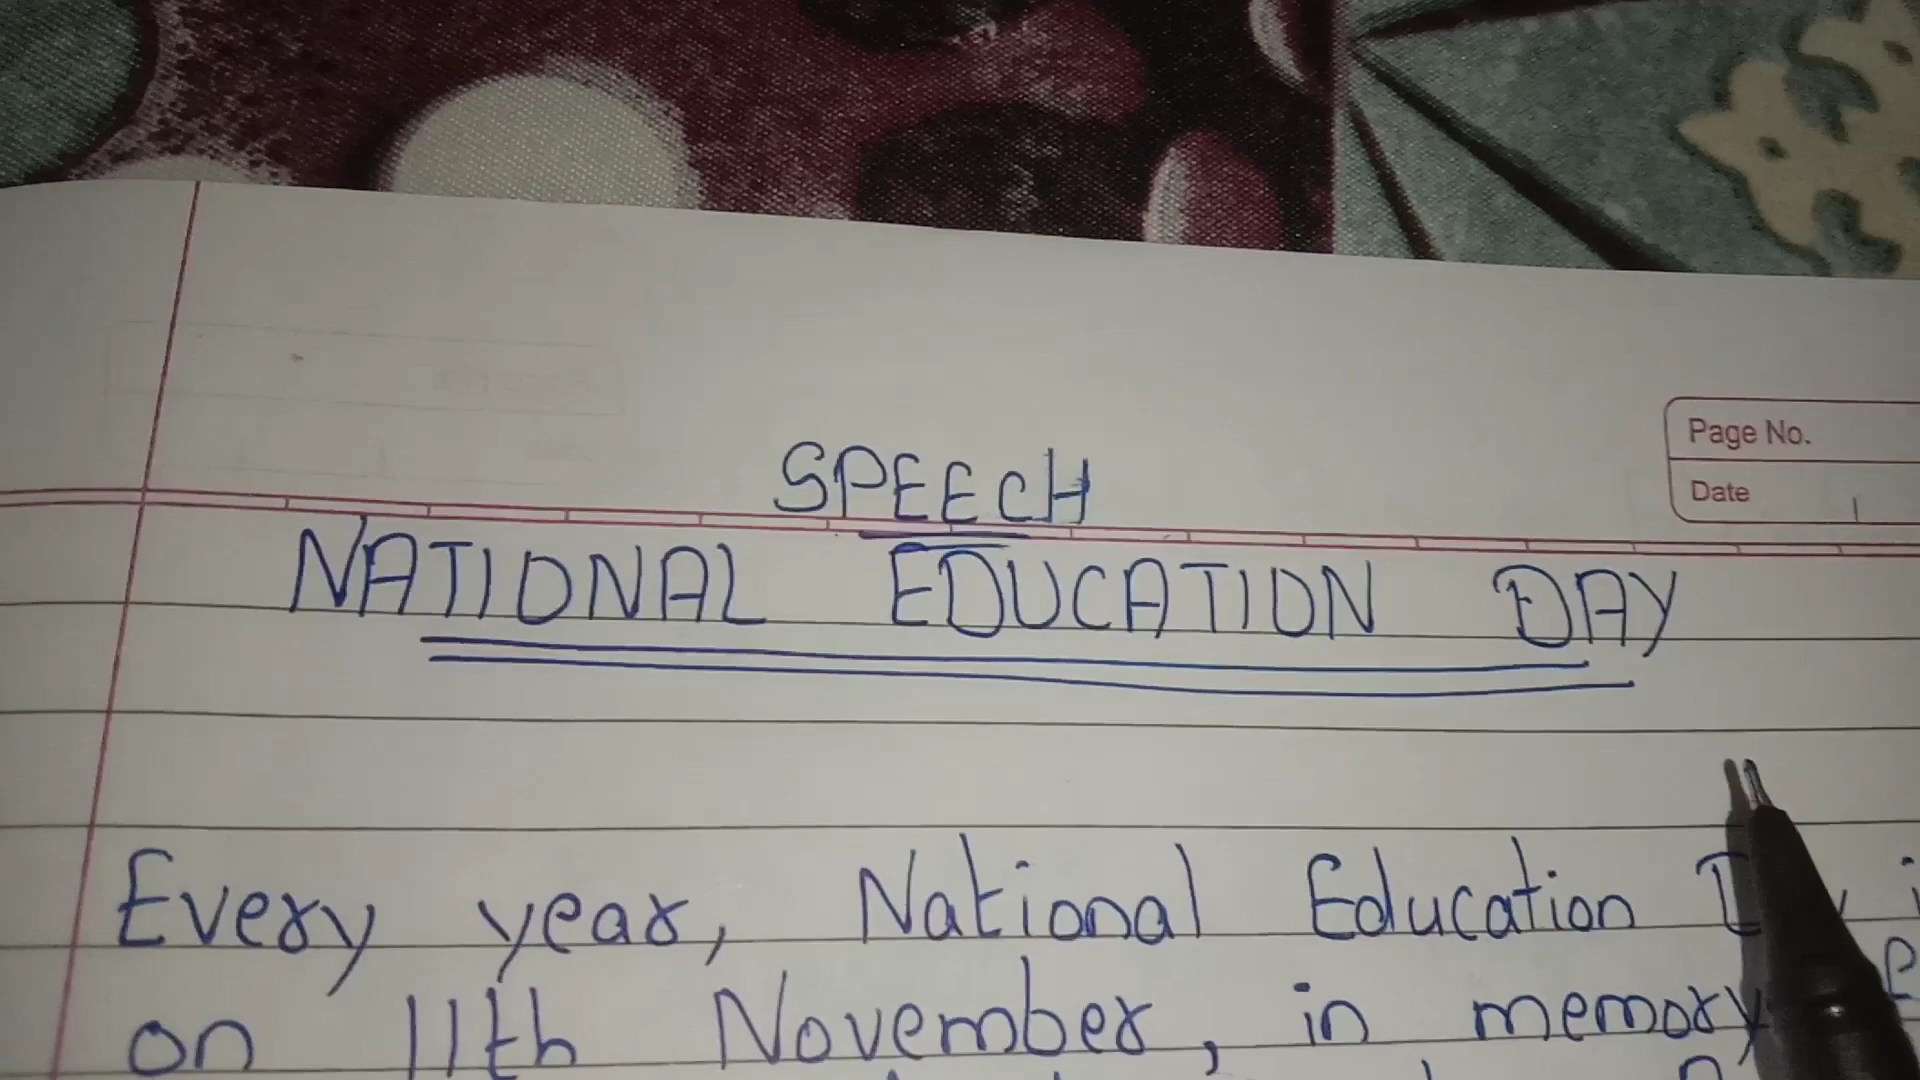 Page No.
Date
SPEECH
NATIONAL EDUCATION DAY
Every year, National Education
on 11th November, in memory